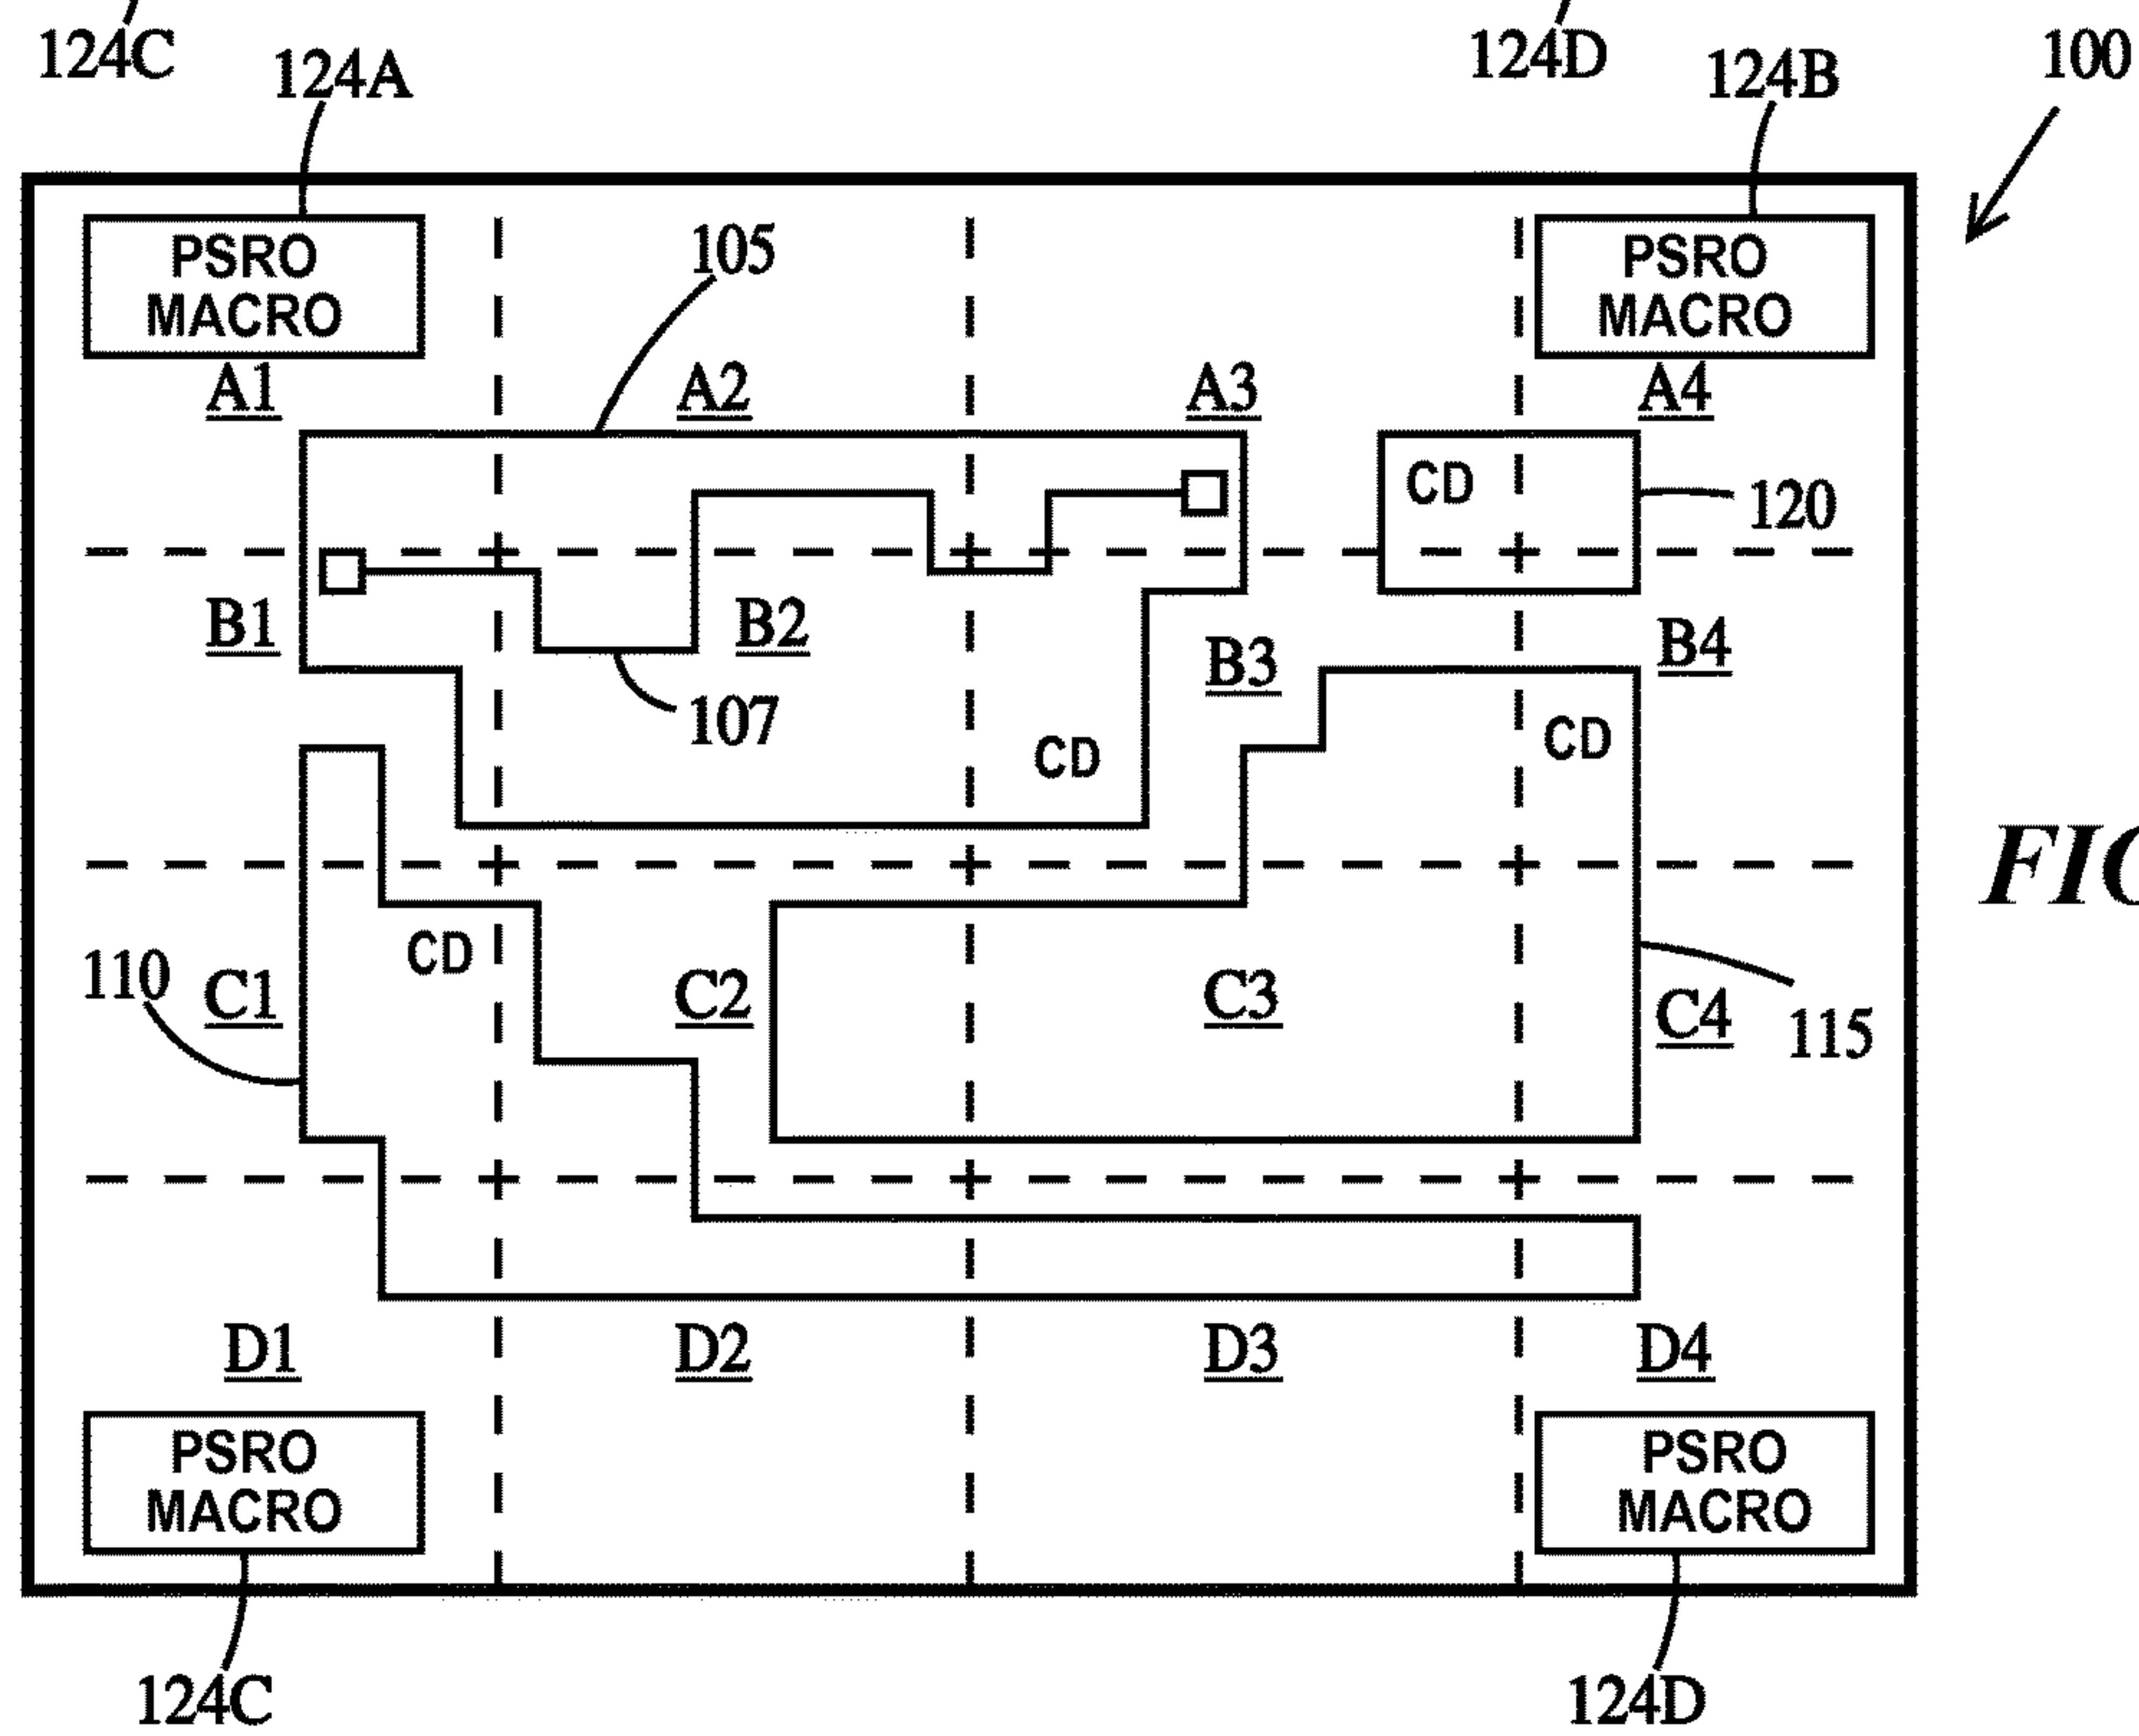 124C
124D
100
124A
124B
PSRO
MACRO
105
PSRO
MACRO
A1
A2
A3
A4
CD
120
B1
B2
B3
B4
107
CD
CD
FIG
110
CD
C1
C2
C3
C4
115
D1
D2
D3
D4
PSRO
MACRO
PSRO
MACRO
124C
124D